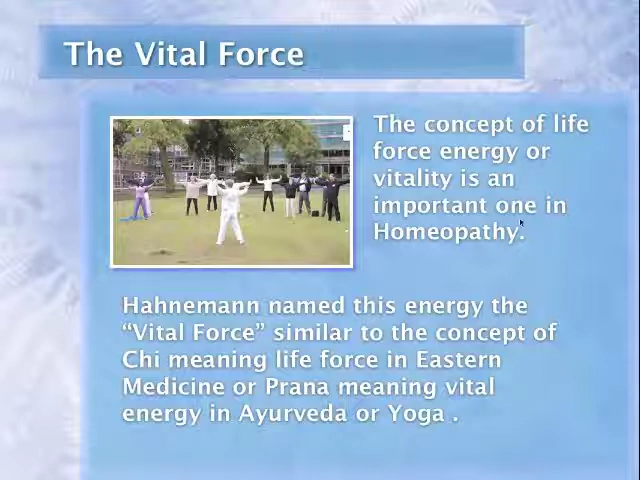 The Vital Force
The concept of life
force energy or
vitality is an
important one in
Homeopathy.
Hahnemann named this energy the
“Vital Force” similar to the concept of
Chi meaning life force in Eastern
Medicine or Prana meaning vital
energy in Ayurveda or Yoga .